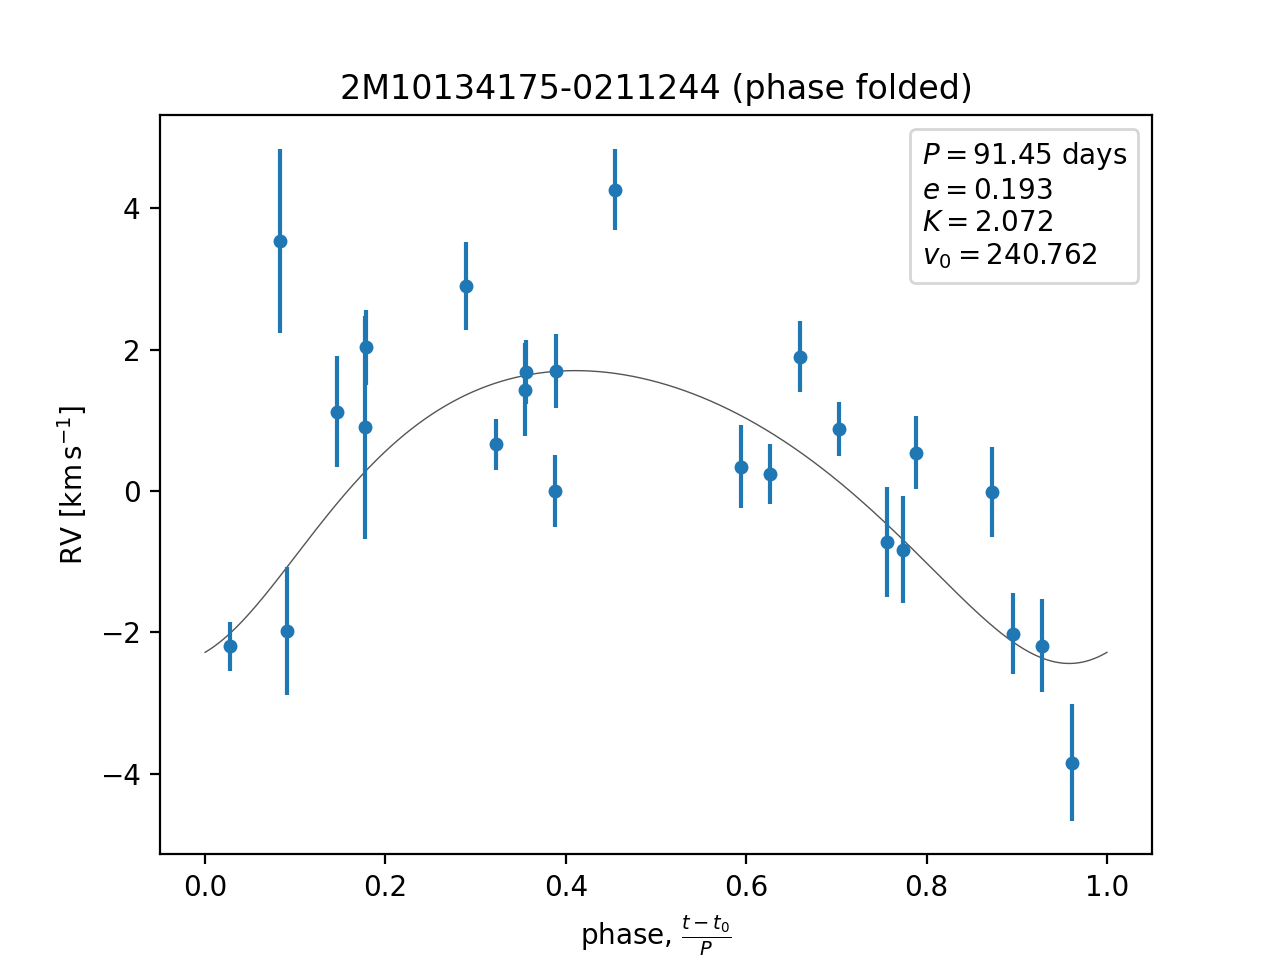 2M10134175-0211244 (phase folded)
P = 91.45 days
e = 0.193
K = 2.072
v₀ = 240.762
4
2
0
−2
−4
RV [km s⁻¹]
0.0 0.2 0.4 0.6 0.8 1.0
phase, (t − t₀)/P